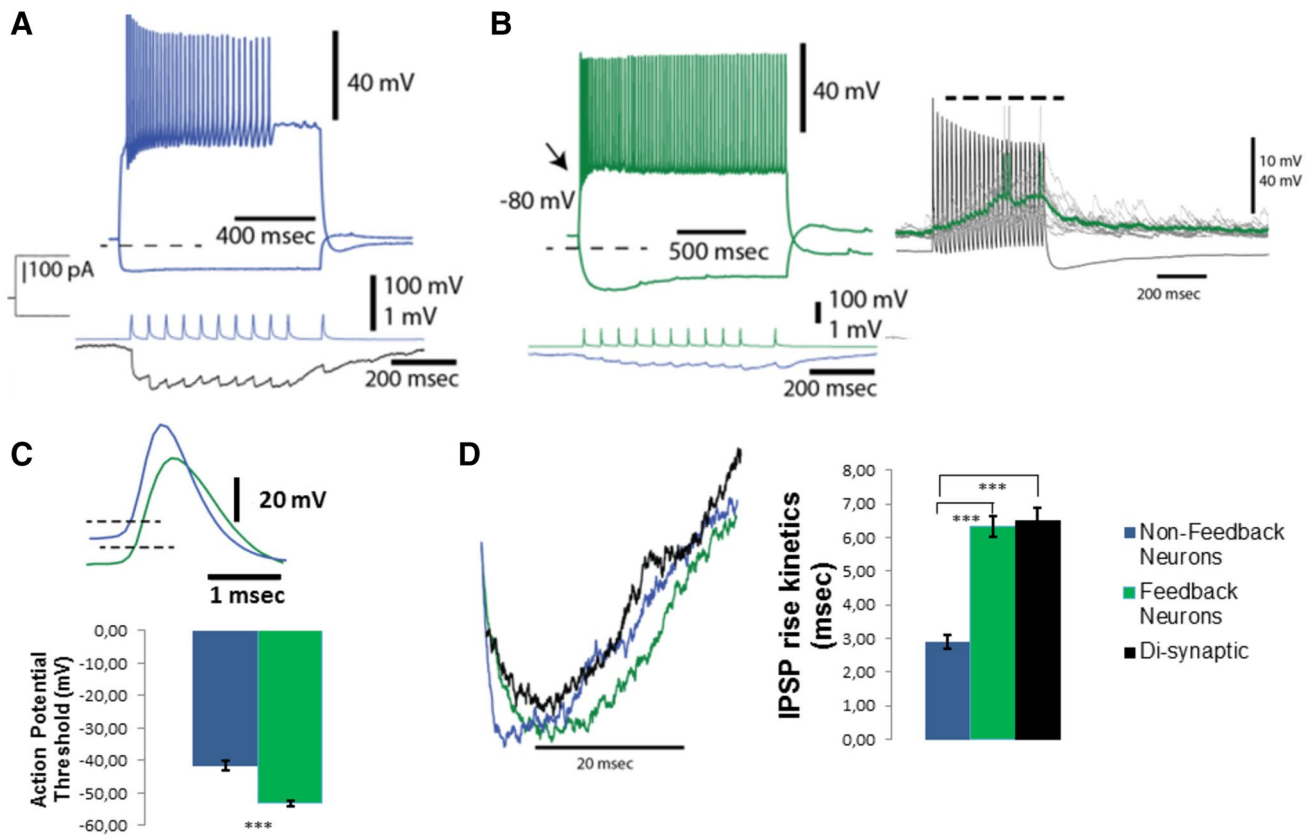 A
40 mV
400 msec
100 pA
100 mV
1 mV
200 msec
B
40 mV
-80 mV
500 msec
100 mV
1 mV
200 msec
10 mV
40 mV
200 msec
C
20 mV
1 msec
Action Potential
Threshold (mV)
0,00
-10,00
-20,00
-30,00
-40,00
-50,00
-60,00
***
D
20 msec
IPSP rise kinetics
(msec)
8,00
7,00
6,00
5,00
4,00
3,00
2,00
1,00
0,00
***
***
Non-Feedback
Neurons
Feedback
Neurons
Di-synaptic